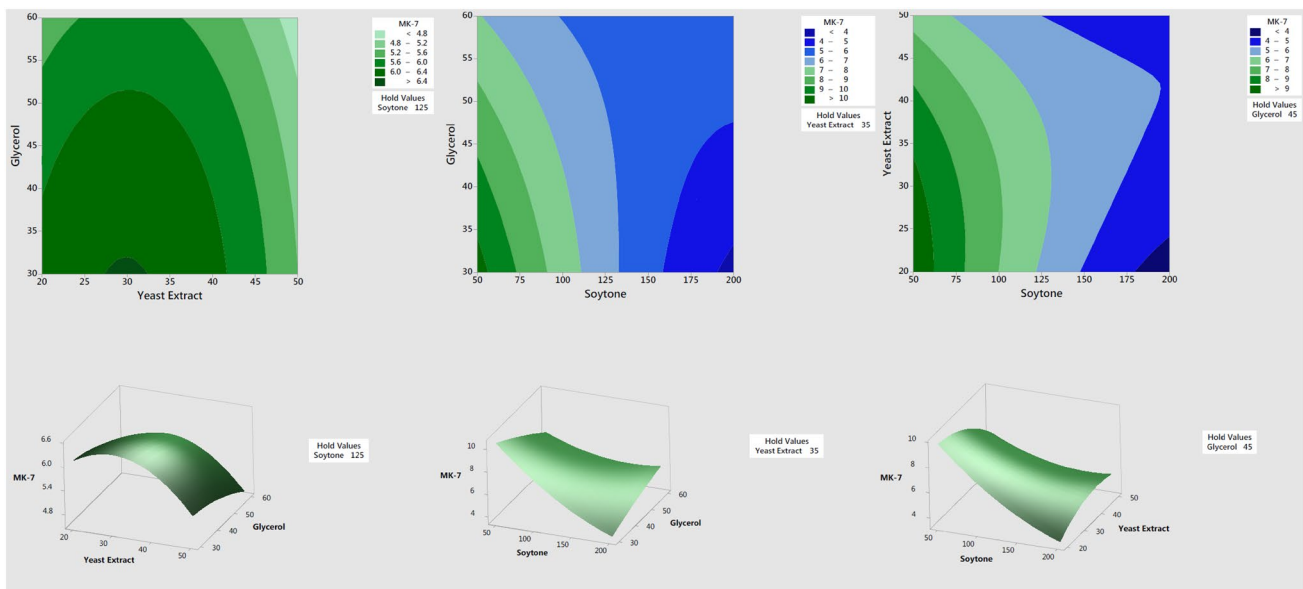 60
55
50
45
40
35
30
20
25
30
35
40
45
50
Glycerol
Yeast Extract
MK-7
< 4.8
4.8 – 5.2
5.2 – 5.6
5.6 – 6.0
6.0 – 6.4
> 6.4
Hold Values
Soytone 125
60
55
50
45
40
35
30
50
75
100
125
150
175
200
Glycerol
Soytone
MK-7
< 4
4 – 5
5 – 6
6 – 7
7 – 8
8 – 9
9 – 10
> 10
Hold Values
Yeast Extract 35
50
45
40
35
30
25
20
50
75
100
125
150
175
200
Yeast Extract
Soytone
MK-7
< 4
4 – 5
5 – 6
6 – 7
7 – 8
8 – 9
> 9
Hold Values
Glycerol 45
6.6
6.0
5.4
4.8
MK-7
20
30
40
50
Yeast Extract
30
40
50
60
Glycerol
Hold Values
Soytone 125
10
8
6
4
MK-7
50
100
150
200
Soytone
30
40
50
60
Glycerol
Hold Values
Yeast Extract 35
10
8
6
4
MK-7
50
100
150
200
Soytone
20
30
40
50
Yeast Extract
Hold Values
Glycerol 45